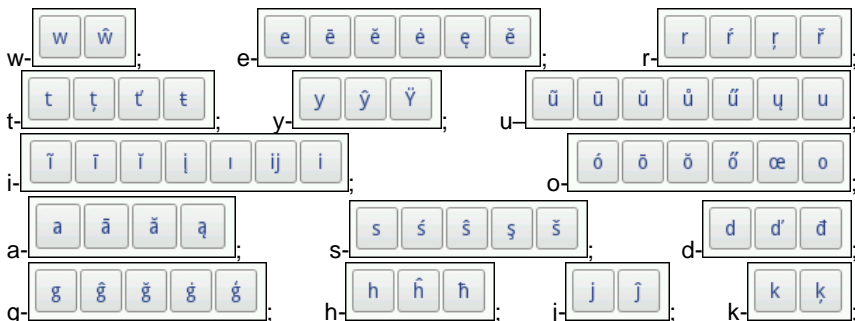 w- w ŵ ; e- e ē ĕ ė ę ě ; r- r ŕ ŗ ř ;
t- t ţ ť ŧ ; y- y ŷ Ÿ ; u– ũ ū ŭ ů ű ų u ;
i- ĩ ī ĭ į ı ij i ; o- ó ō ŏ ő œ o ;
a- a ā ă ą ; s- s ś ŝ ş š ; d- d ď đ ;
g- g ĝ ğ ġ ģ ; h- h ĥ ħ ; j- j ĵ ; k- k ķ ;